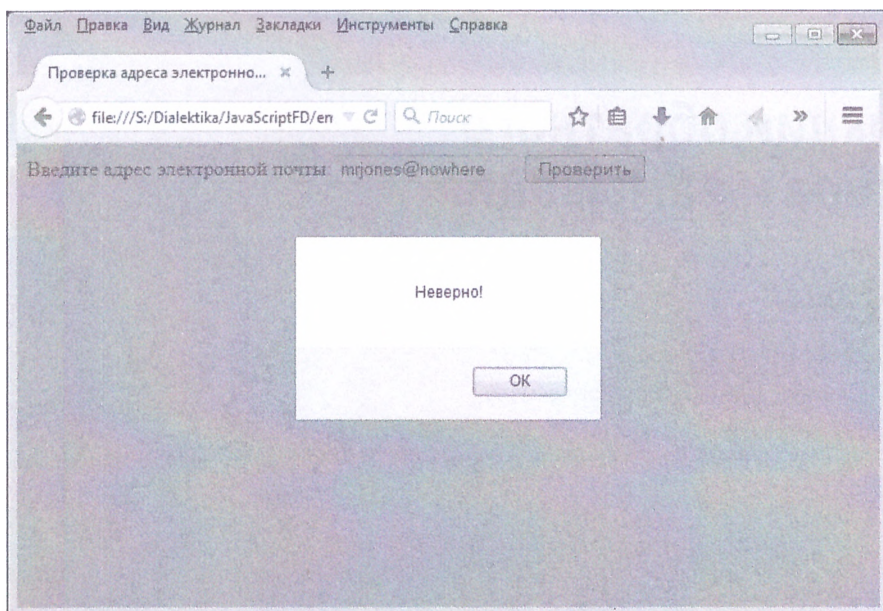 Файл Правка Вид Журнал Закладки Инструменты Справка
Проверка адреса электронно... × +
file:///S:/Dialektika/JavaScriptFD/en Поиск
Введите адрес электронной почты: mrjones@nowhere Проверить
Неверно!
OK